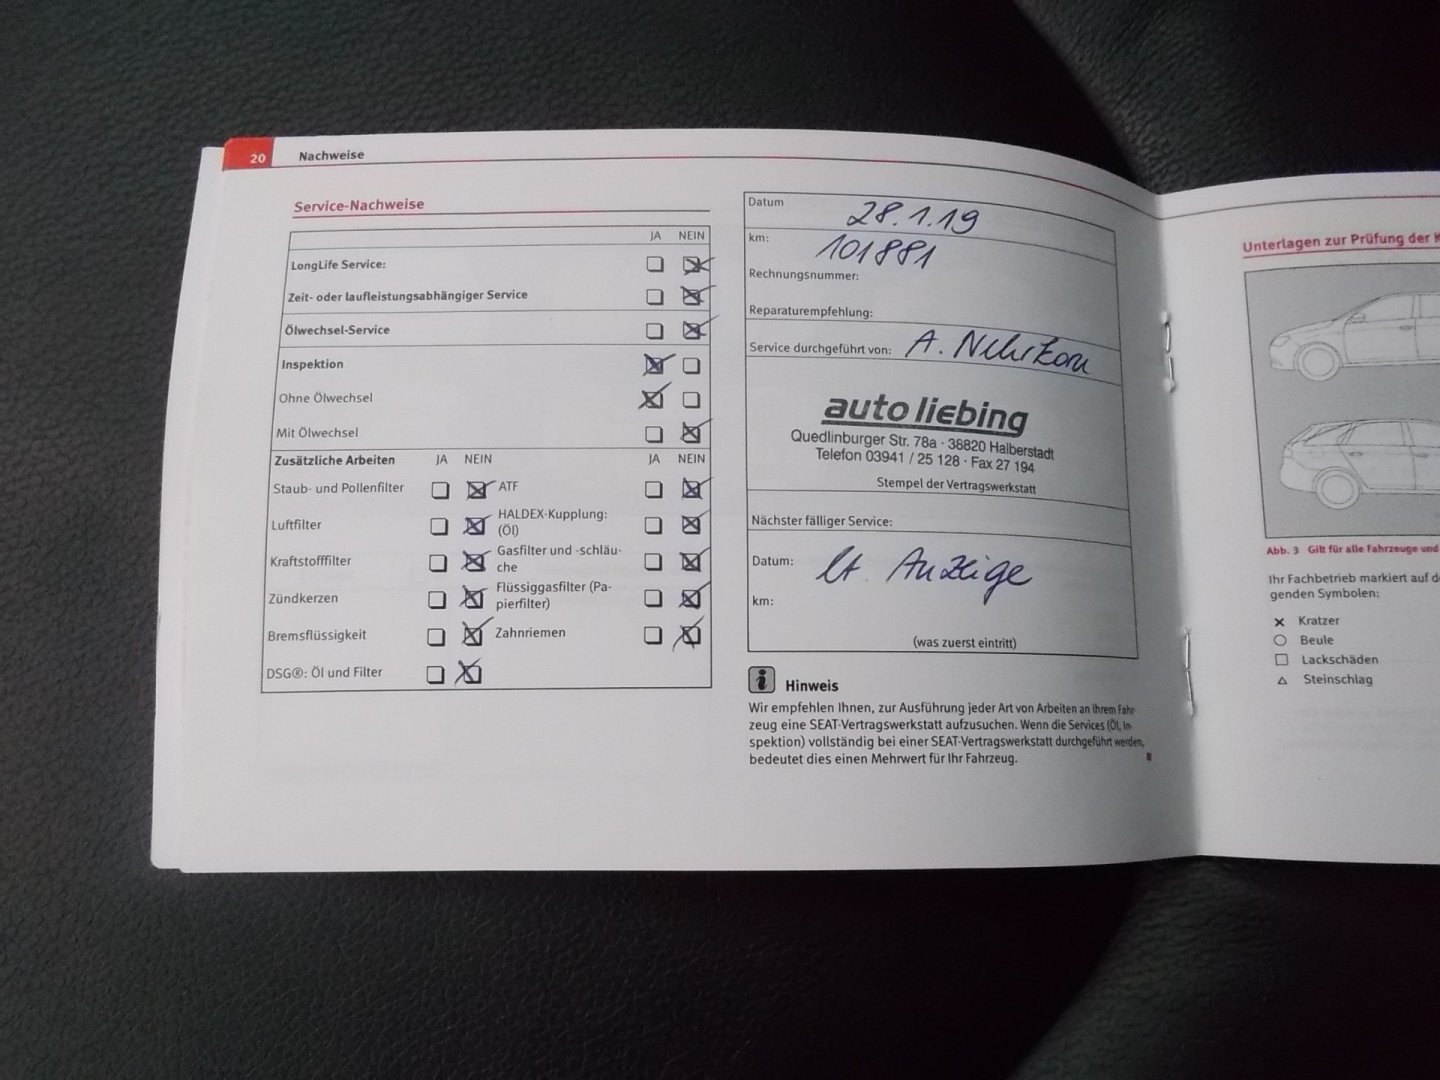 20 Nachweise
Service-Nachweise
JA NEIN
LongLife Service:
Zeit- oder laufleistungsabhängiger Service
Ölwechsel-Service
Inspektion
Ohne Ölwechsel
Mit Ölwechsel
Zusätzliche Arbeiten JA NEIN JA NEIN
Staub- und Pollenfilter ATF
Luftfilter HALDEX-Kupplung:
(Öl)
Kraftstofffilter Gasfilter und -schläu-
che
Zündkerzen Flüssiggasfilter (Pa-
pierfilter)
Bremsflüssigkeit Zahnriemen
DSG®: Öl und Filter
Datum 28.1.19
km: 101881
Rechnungsnummer:
Reparaturempfehlung:
Service durchgeführt von: A. Nehrkorn
auto liebing
Quedlinburger Str. 78a · 38820 Halberstadt
Telefon 03941 / 25 128 · Fax 27 194
Stempel der Vertragswerkstatt
Nächster fälliger Service:
Datum: lt. Anzeige
km:
(was zuerst eintritt)
Hinweis
Wir empfehlen Ihnen, zur Ausführung jeder Art von Arbeiten an Ihrem Fahr-
zeug eine SEAT-Vertragswerkstatt aufzusuchen. Wenn die Services (Öl, In-
spektion) vollständig bei einer SEAT-Vertragswerkstatt durchgeführt werden,
bedeutet dies einen Mehrwert für Ihr Fahrzeug.
Unterlagen zur Prüfung der
Abb. 3 Gilt für alle Fahrzeuge und
Ihr Fachbetrieb markiert auf
genden Symbolen:
Kratzer
Beule
Lackschäden
Steinschlag